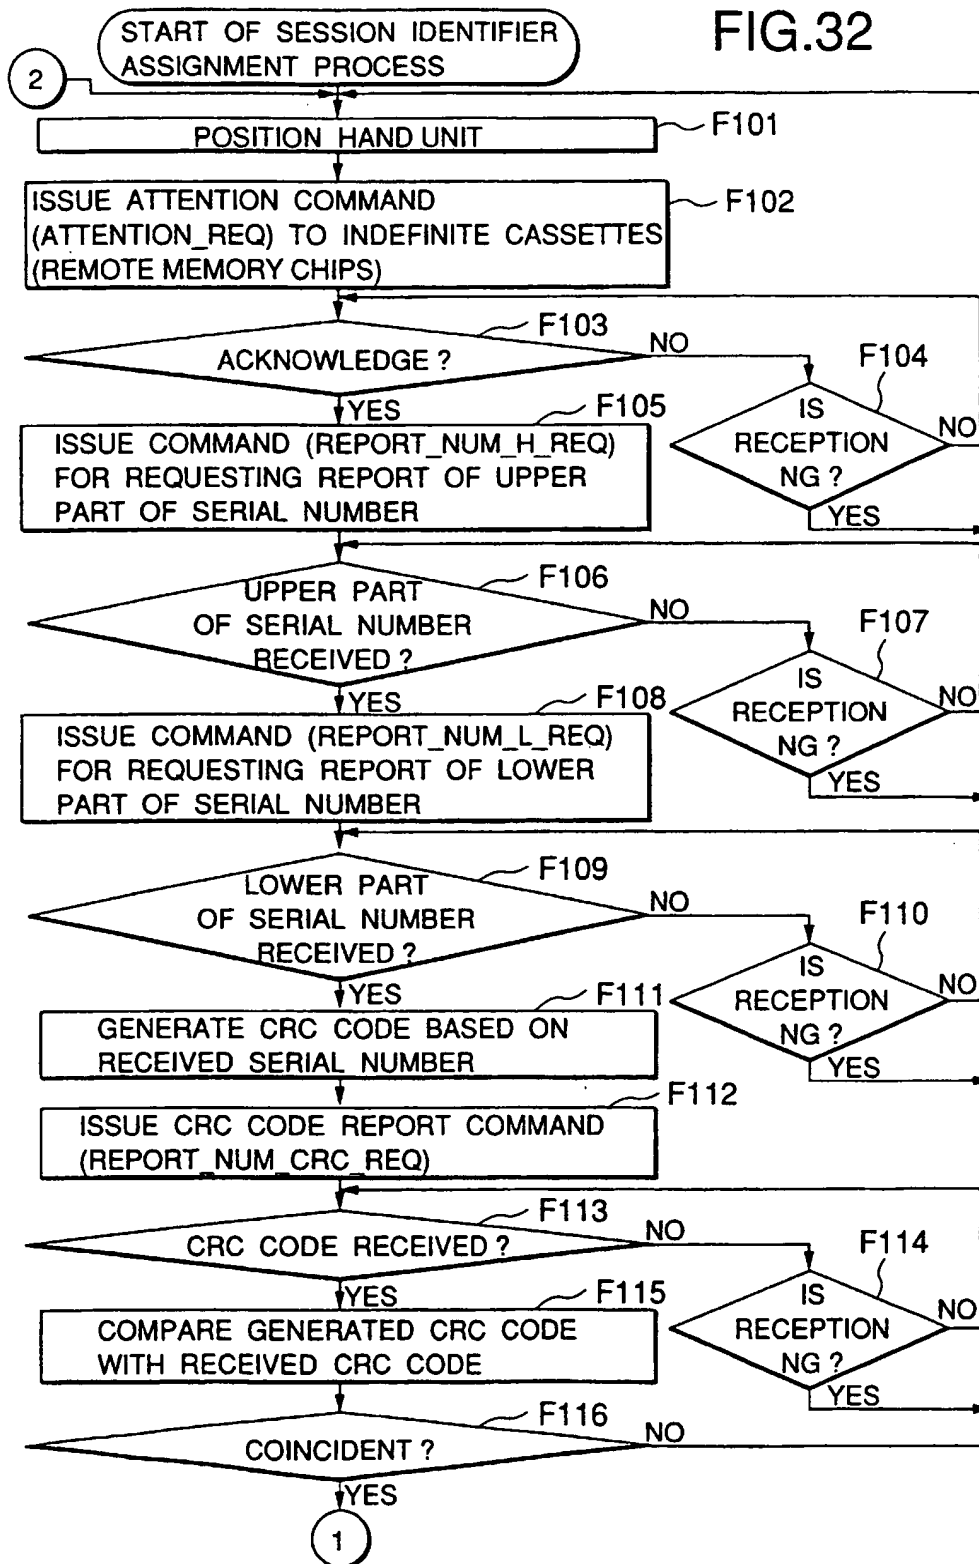 FIG.32
START OF SESSION IDENTIFIER
ASSIGNMENT PROCESS
2
POSITION HAND UNIT
F101
ISSUE ATTENTION COMMAND
(ATTENTION_REQ) TO INDEFINITE CASSETTES
(REMOTE MEMORY CHIPS)
F102
F103
ACKNOWLEDGE ?
NO
YES
F104
IS
RECEPTION
NG ?
NO
YES
F105
ISSUE COMMAND (REPORT_NUM_H_REQ)
FOR REQUESTING REPORT OF UPPER
PART OF SERIAL NUMBER
F106
UPPER PART
OF SERIAL NUMBER
RECEIVED ?
NO
YES
F107
IS
RECEPTION
NG ?
NO
YES
F108
ISSUE COMMAND (REPORT_NUM_L_REQ)
FOR REQUESTING REPORT OF LOWER
PART OF SERIAL NUMBER
F109
LOWER PART
OF SERIAL NUMBER
RECEIVED ?
NO
YES
F110
IS
RECEPTION
NG ?
NO
YES
F111
GENERATE CRC CODE BASED ON
RECEIVED SERIAL NUMBER
F112
ISSUE CRC CODE REPORT COMMAND
(REPORT_NUM_CRC_REQ)
F113
CRC CODE RECEIVED ?
NO
YES
F114
IS
RECEPTION
NG ?
NO
YES
F115
COMPARE GENERATED CRC CODE
WITH RECEIVED CRC CODE
F116
COINCIDENT ?
NO
YES
1